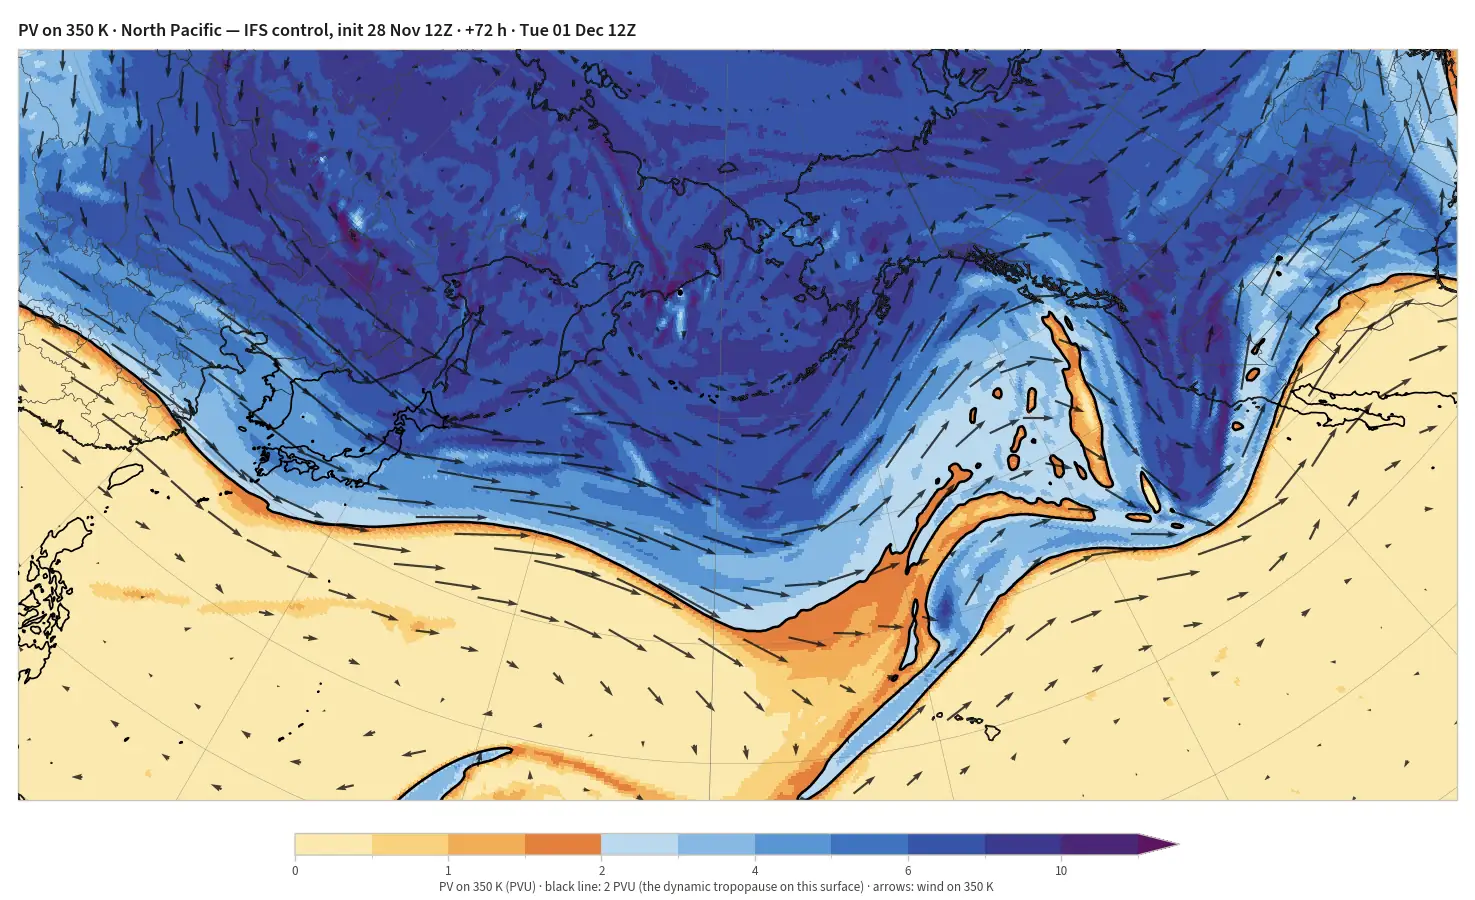 PV on 350 K · North Pacific — IFS control, init 28 Nov 12Z · +72 h · Tue 01 Dec 12Z
0 1 2 4 6 10
PV on 350 K (PVU) · black line: 2 PVU (the dynamic tropopause on this surface) · arrows: wind on 350 K